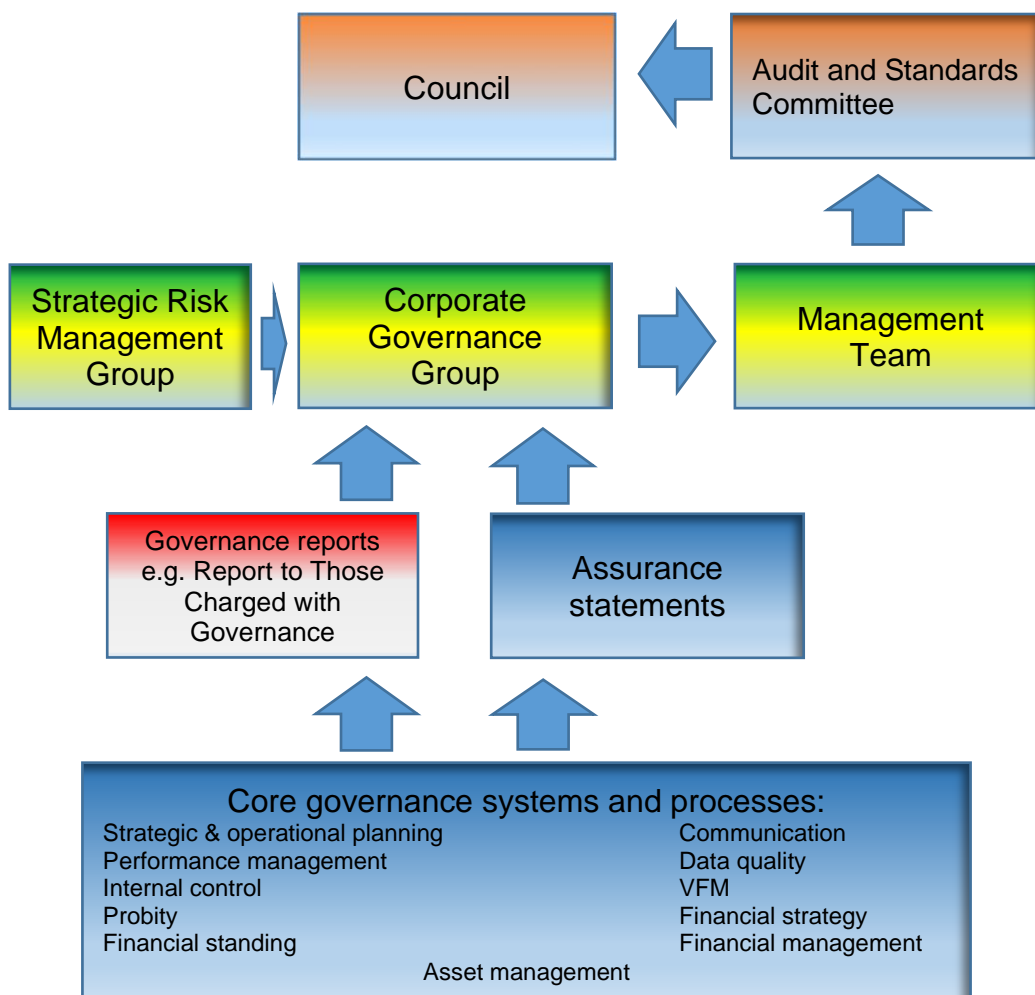 Council
Audit and Standards
Committee
Strategic Risk
Management
Group
Corporate
Governance
Group
Management
Team
Governance reports
e.g. Report to Those
Charged with
Governance
Assurance
statements
Core governance systems and processes:
Strategic & operational planning
Performance management
Internal control
Probity
Financial standing
Communication
Data quality
VFM
Financial strategy
Financial management
Asset management